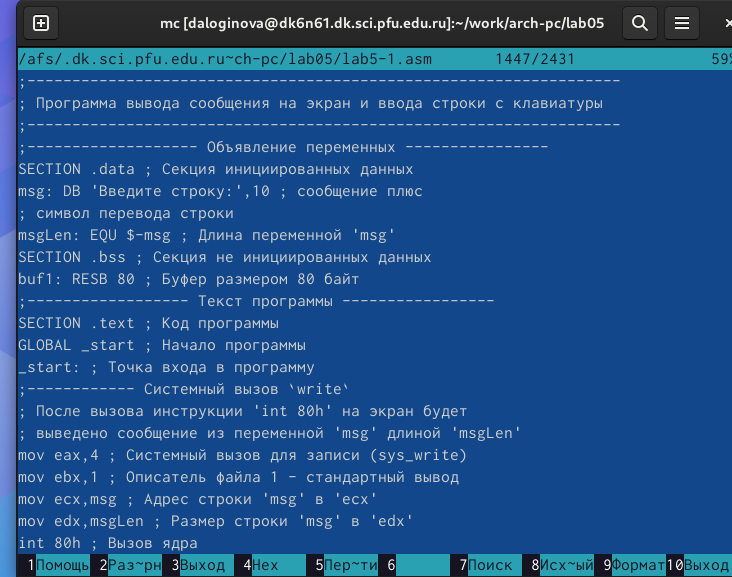 mc [daloginova@dk6n61.dk.sci.pfu.edu.ru]:~/work/arch-pc/lab05
/afs/.dk.sci.pfu.edu.ru~ch-pc/lab05/lab5-1.asm 1447/2431 59%
;------------------------------------------------------------------
; Программа вывода сообщения на экран и ввода строки с клавиатуры
;------------------------------------------------------------------
;------------------- Объявление переменных ----------------
SECTION .data ; Секция инициированных данных
msg: DB 'Введите строку:',10 ; сообщение плюс
; символ перевода строки
msgLen: EQU $-msg ; Длина переменной 'msg'
SECTION .bss ; Секция не инициированных данных
buf1: RESB 80 ; Буфер размером 80 байт
;------------------ Текст программы -----------------
SECTION .text ; Код программы
GLOBAL _start ; Начало программы
_start: ; Точка входа в программу
;------------ Системный вызов `write`
; После вызова инструкции 'int 80h' на экран будет
; выведено сообщение из переменной 'msg' длиной 'msgLen'
mov eax,4 ; Системный вызов для записи (sys_write)
mov ebx,1 ; Описатель файла 1 - стандартный вывод
mov ecx,msg ; Адрес строки 'msg' в 'ecx'
mov edx,msgLen ; Размер строки 'msg' в 'edx'
int 80h ; Вызов ядра
1Помощь 2Раз~рн 3Выход 4Hex 5Пер~ти 6 7Поиск 8Исх~ый 9Формат 10Выход